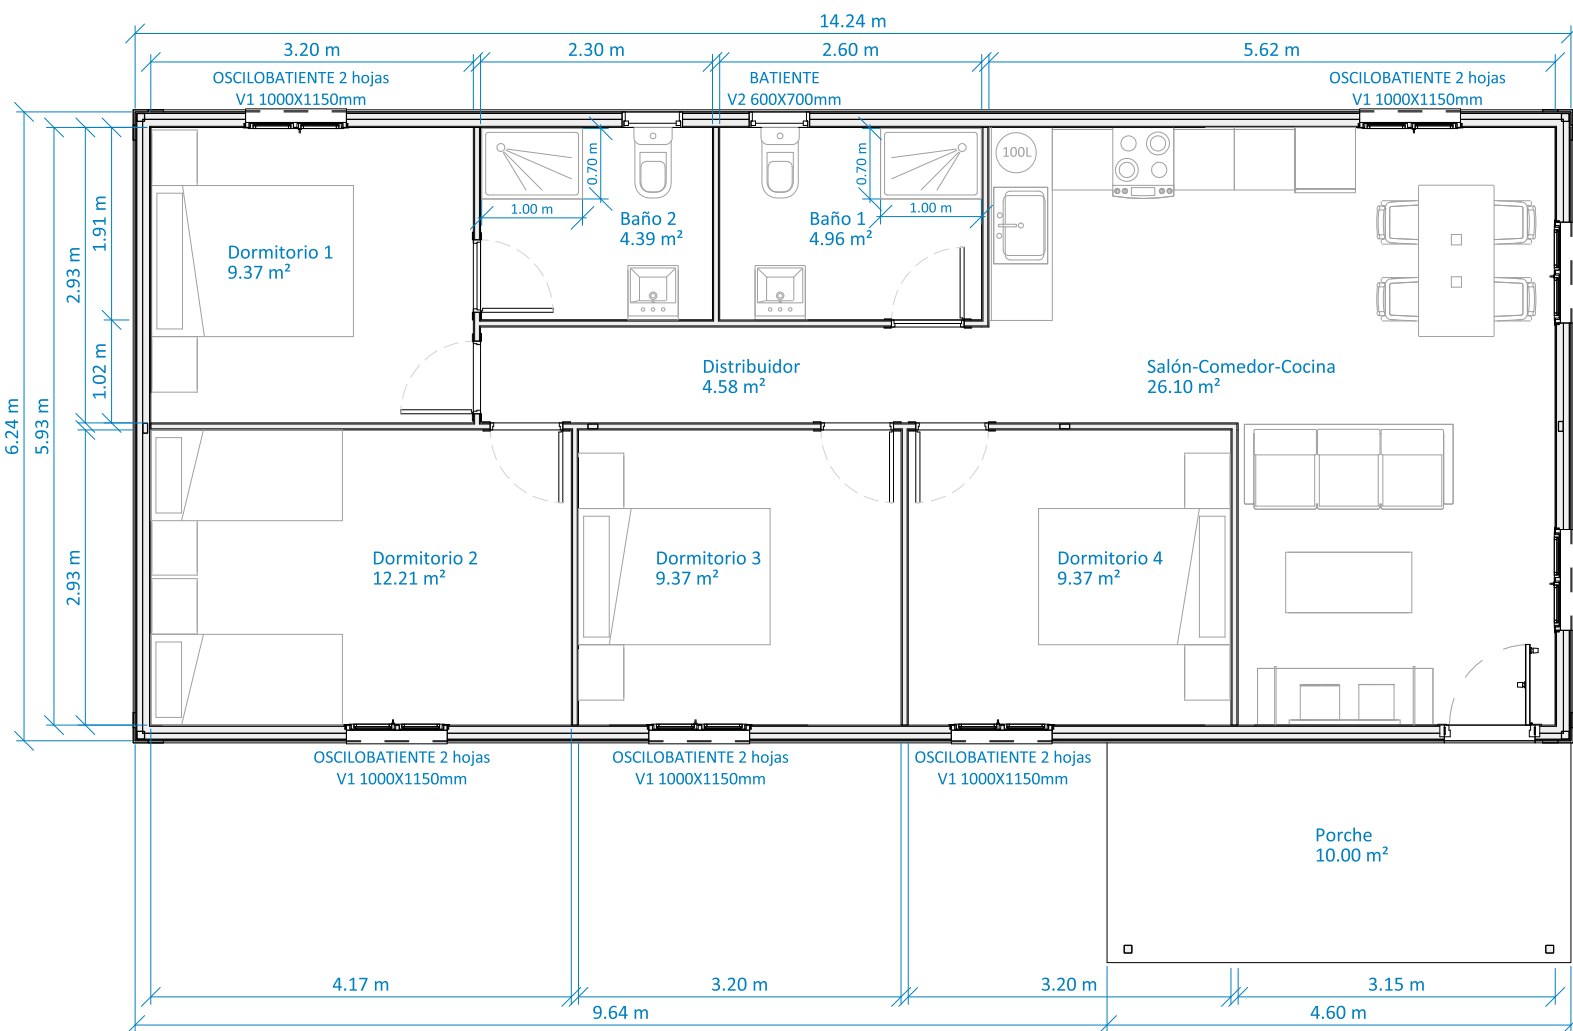 14.24 m
3.20 m
2.30 m
2.60 m
5.62 m
OSCILOBATIENTE 2 hojas
V1 1000X1150mm
BATIENTE
V2 600X700mm
OSCILOBATIENTE 2 hojas
V1 1000X1150mm
0.70 m
0.70 m
100L
1.00 m
1.00 m
Baño 2
4.39 m²
Baño 1
4.96 m²
Dormitorio 1
9.37 m²
1.91 m
2.93 m
1.02 m
6.24 m
5.93 m
2.93 m
Distribuidor
4.58 m²
Salón-Comedor-Cocina
26.10 m²
Dormitorio 2
12.21 m²
Dormitorio 3
9.37 m²
Dormitorio 4
9.37 m²
OSCILOBATIENTE 2 hojas
V1 1000X1150mm
OSCILOBATIENTE 2 hojas
V1 1000X1150mm
OSCILOBATIENTE 2 hojas
V1 1000X1150mm
Porche
10.00 m²
4.17 m
3.20 m
3.20 m
3.15 m
9.64 m
4.60 m